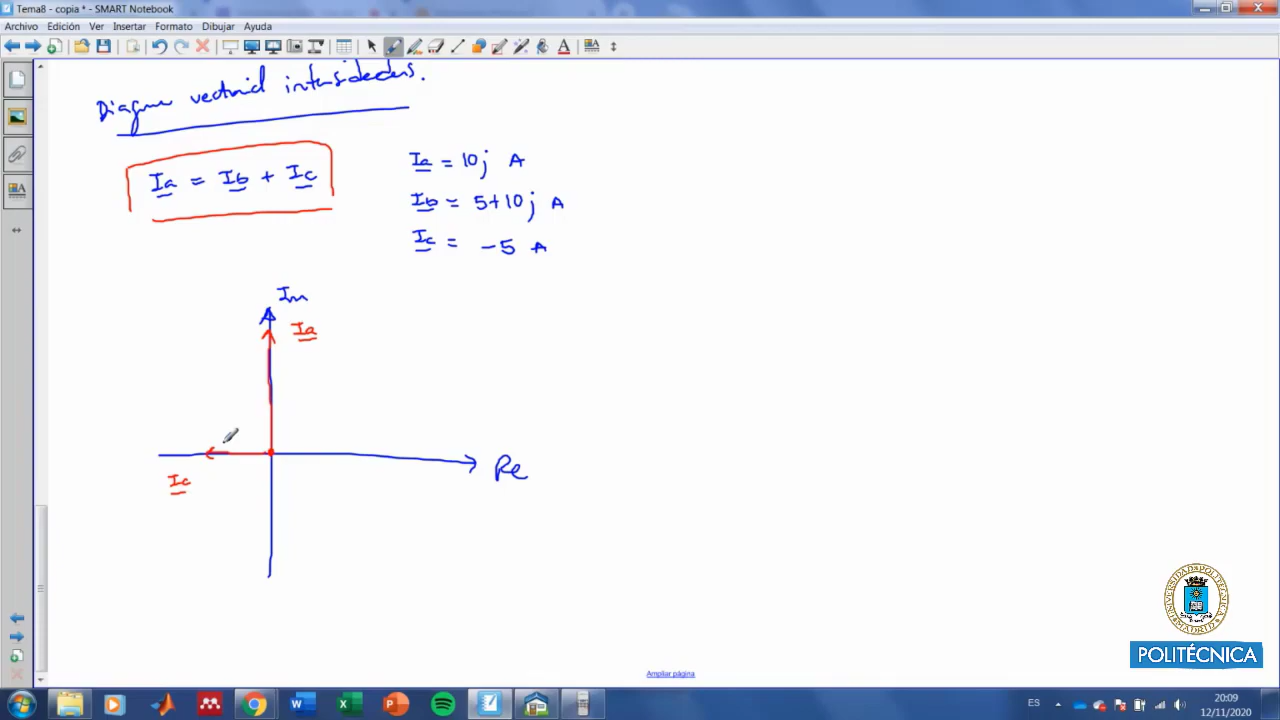 Tema8 - copia * - SMART Notebook
Archivo Edición Ver Insertar Formato Dibujar Ayuda
Diagrama vectorial intensidades.
Ia = Ib + Ic
Ia = 10j A
Ib = 5+10j A
Ic = -5 A
Im
Ia
Ic
Re
POLITÉCNICA
Ampliar página
ES
20:09
12/11/2020